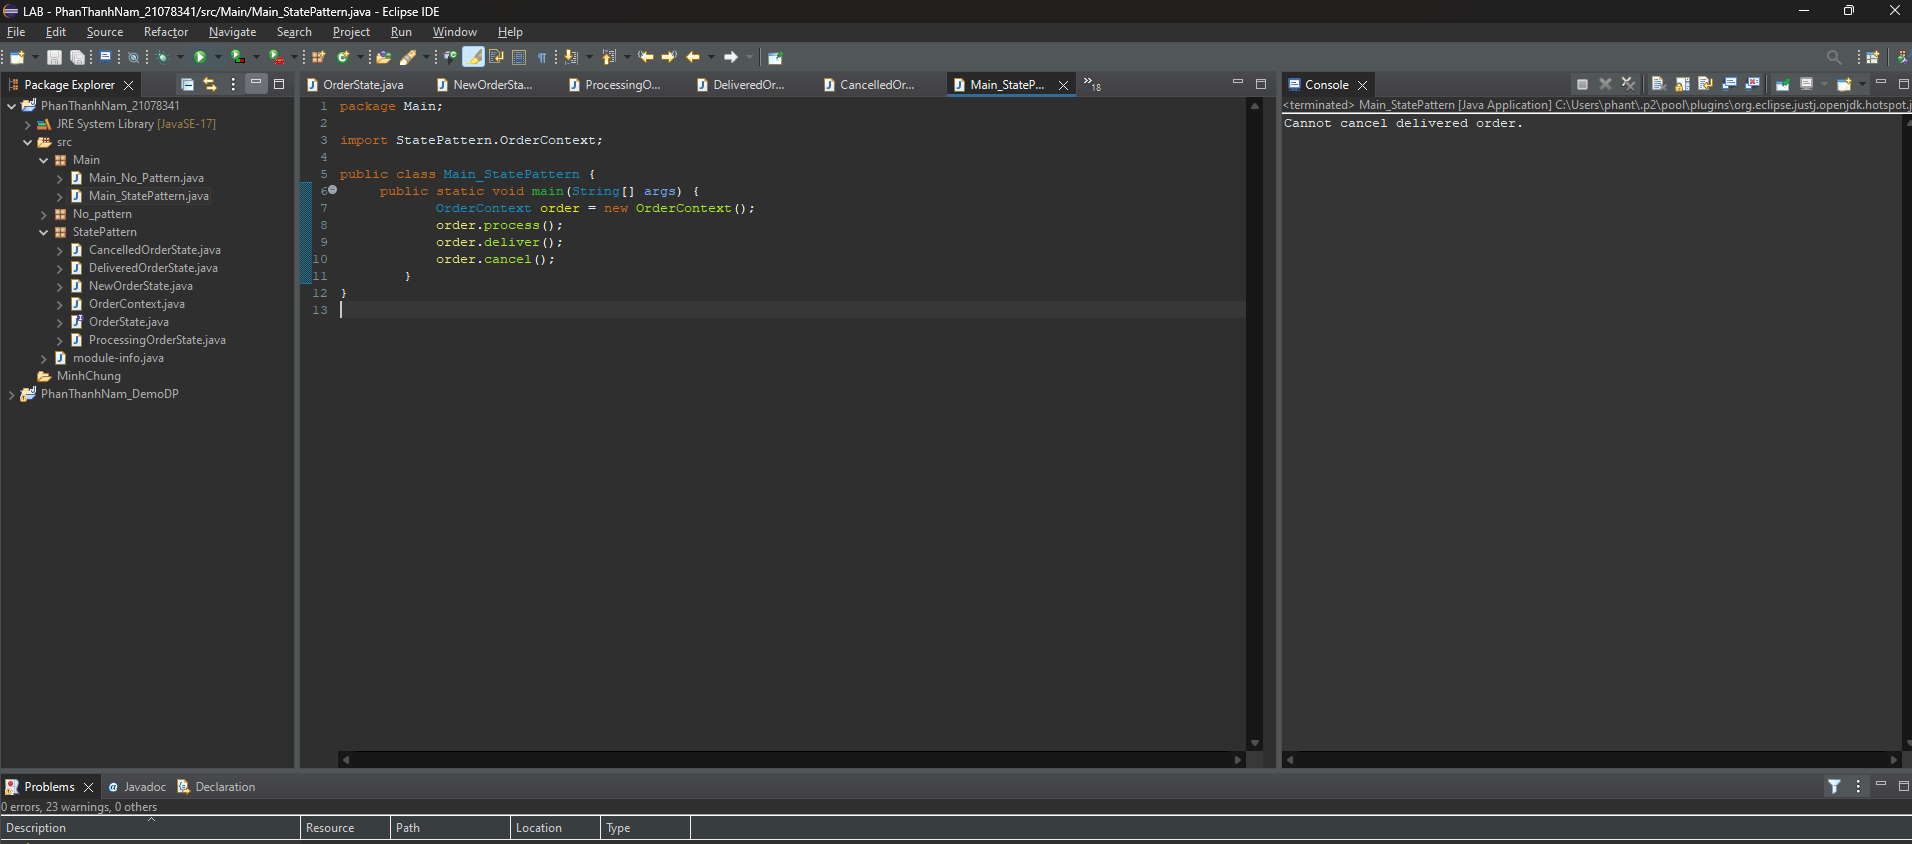 LAB - PhanThanhNam_21078341/src/Main/Main_StatePattern.java - Eclipse IDE
File Edit Source Refactor Navigate Search Project Run Window Help
Package Explorer
PhanThanhNam_21078341
JRE System Library [JavaSE-17]
src
Main
Main_No_Pattern.java
Main_StatePattern.java
No_pattern
StatePattern
CancelledOrderState.java
DeliveredOrderState.java
NewOrderState.java
OrderContext.java
OrderState.java
ProcessingOrderState.java
module-info.java
MinhChung
PhanThanhNam_DemoDP
OrderState.java NewOrderSta... ProcessingO... DeliveredOr... CancelledOr... Main_StateP... »18
1 package Main;
2
3 import StatePattern.OrderContext;
4
5 public class Main_StatePattern {
6 public static void main(String[] args) {
7 OrderContext order = new OrderContext();
8 order.process();
9 order.deliver();
10 order.cancel();
11 }
12 }
13
Console
<terminated> Main_StatePattern [Java Application] C:\Users\phant\.p2\pool\plugins\org.eclipse.justj.openjdk.hotspot.j
Cannot cancel delivered order.
Problems @ Javadoc Declaration
0 errors, 23 warnings, 0 others
Description Resource Path Location Type